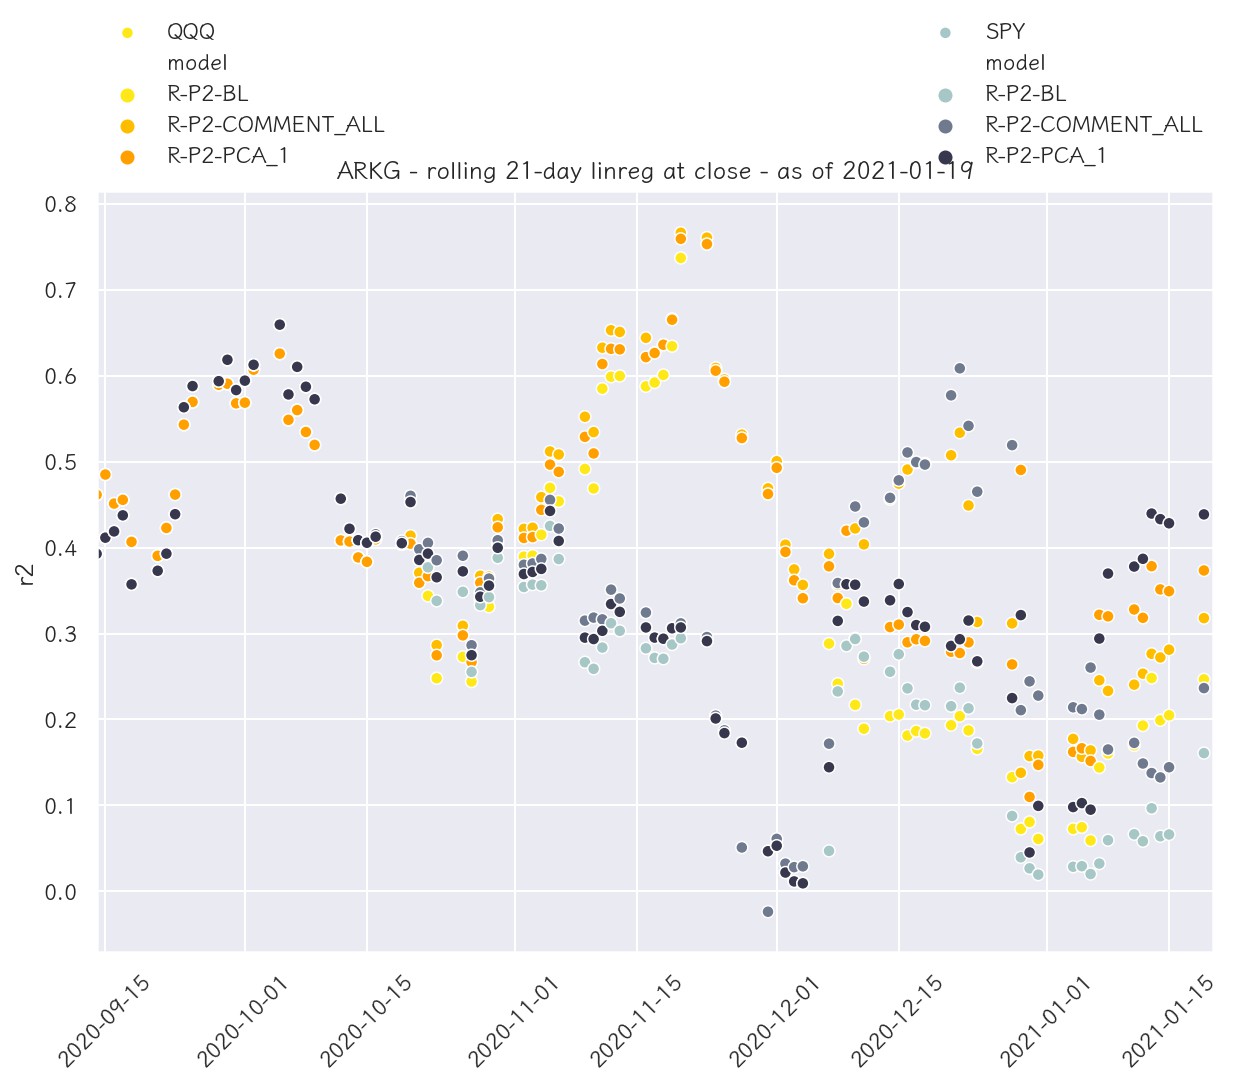 QQQ
model
R-P2-BL
R-P2-COMMENT_ALL
R-P2-PCA_1
SPY
model
R-P2-BL
R-P2-COMMENT_ALL
R-P2-PCA_1
ARKG - rolling 21-day linreg at close - as of 2021-01-19
r2
0.8
0.7
0.6
0.5
0.4
0.3
0.2
0.1
0.0
2020-09-15
2020-10-01
2020-10-15
2020-11-01
2020-11-15
2020-12-01
2020-12-15
2021-01-01
2021-01-15